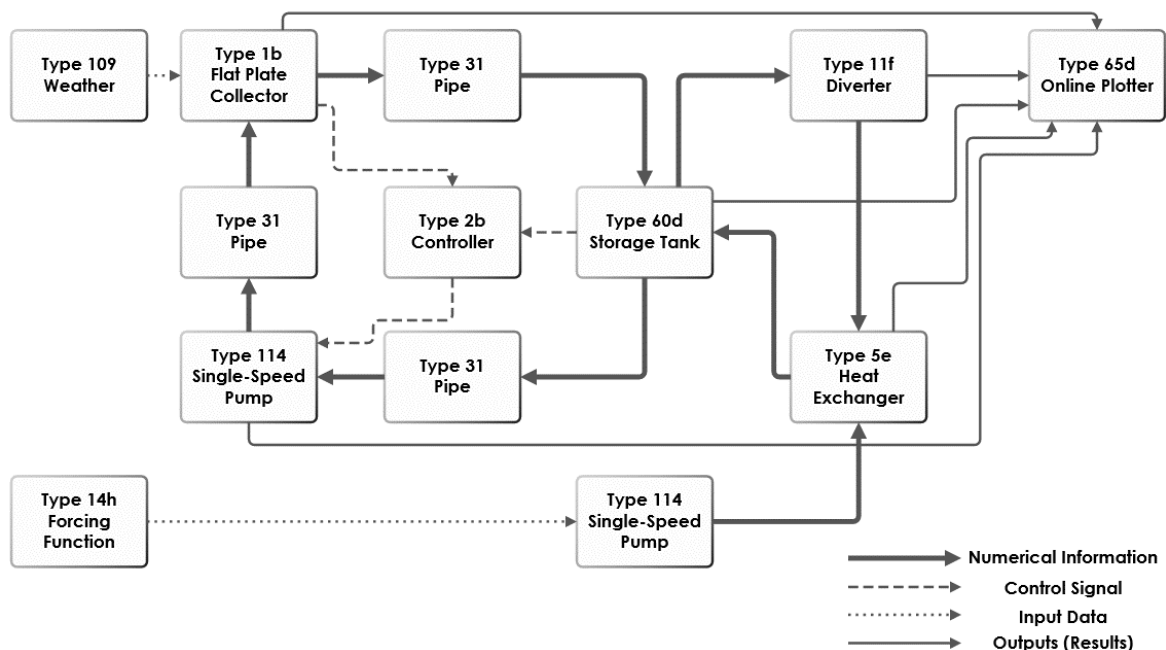 Type 109
Weather
Type 1b
Flat Plate
Collector
Type 31
Pipe
Type 11f
Diverter
Type 65d
Online Plotter
Type 31
Pipe
Type 2b
Controller
Type 60d
Storage Tank
Type 114
Single-Speed
Pump
Type 31
Pipe
Type 5e
Heat
Exchanger
Type 14h
Forcing
Function
Type 114
Single-Speed
Pump
Numerical Information
Control Signal
Input Data
Outputs (Results)